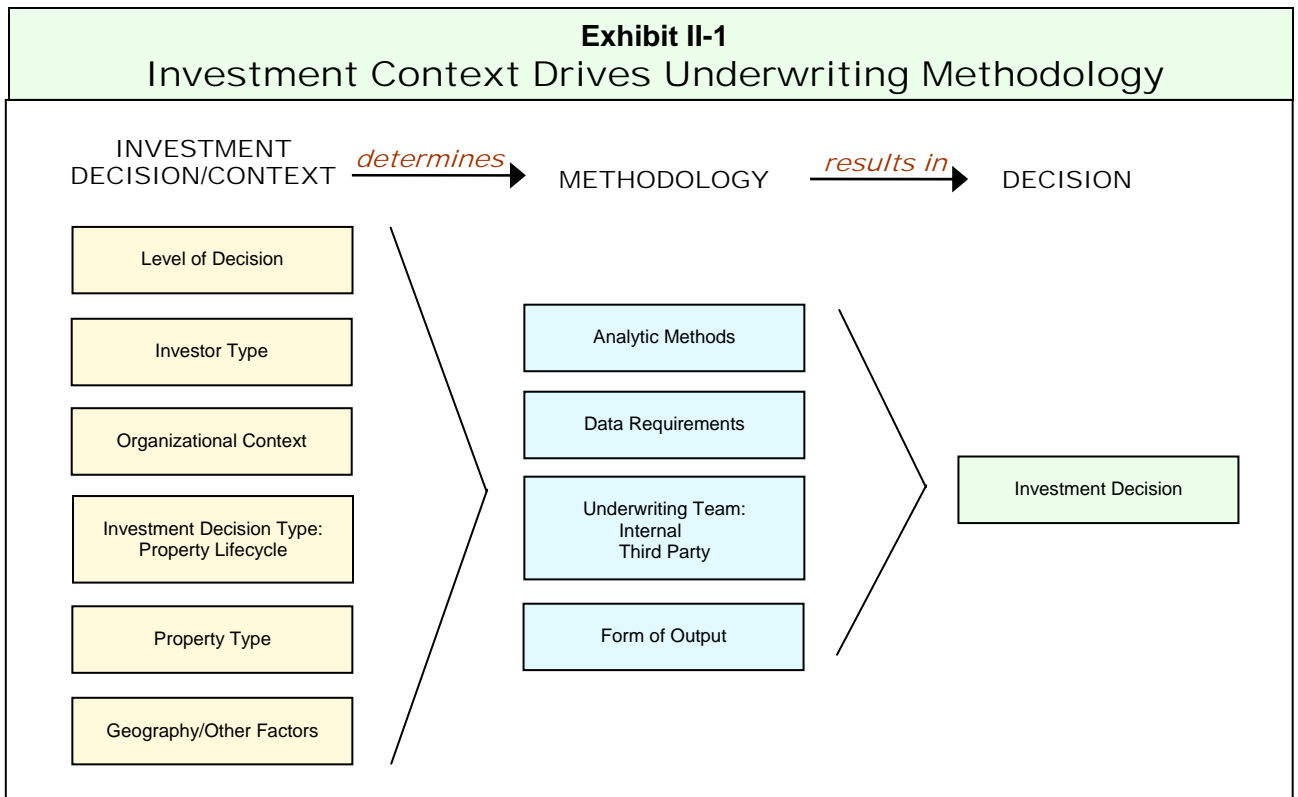 Exhibit II-1
Investment Context Drives Underwriting Methodology
INVESTMENT
DECISION/CONTEXT
determines
METHODOLOGY
results in
DECISION
Level of Decision
Investor Type
Organizational Context
Investment Decision Type:
Property Lifecycle
Property Type
Geography/Other Factors
Analytic Methods
Data Requirements
Underwriting Team:
Internal
Third Party
Form of Output
Investment Decision